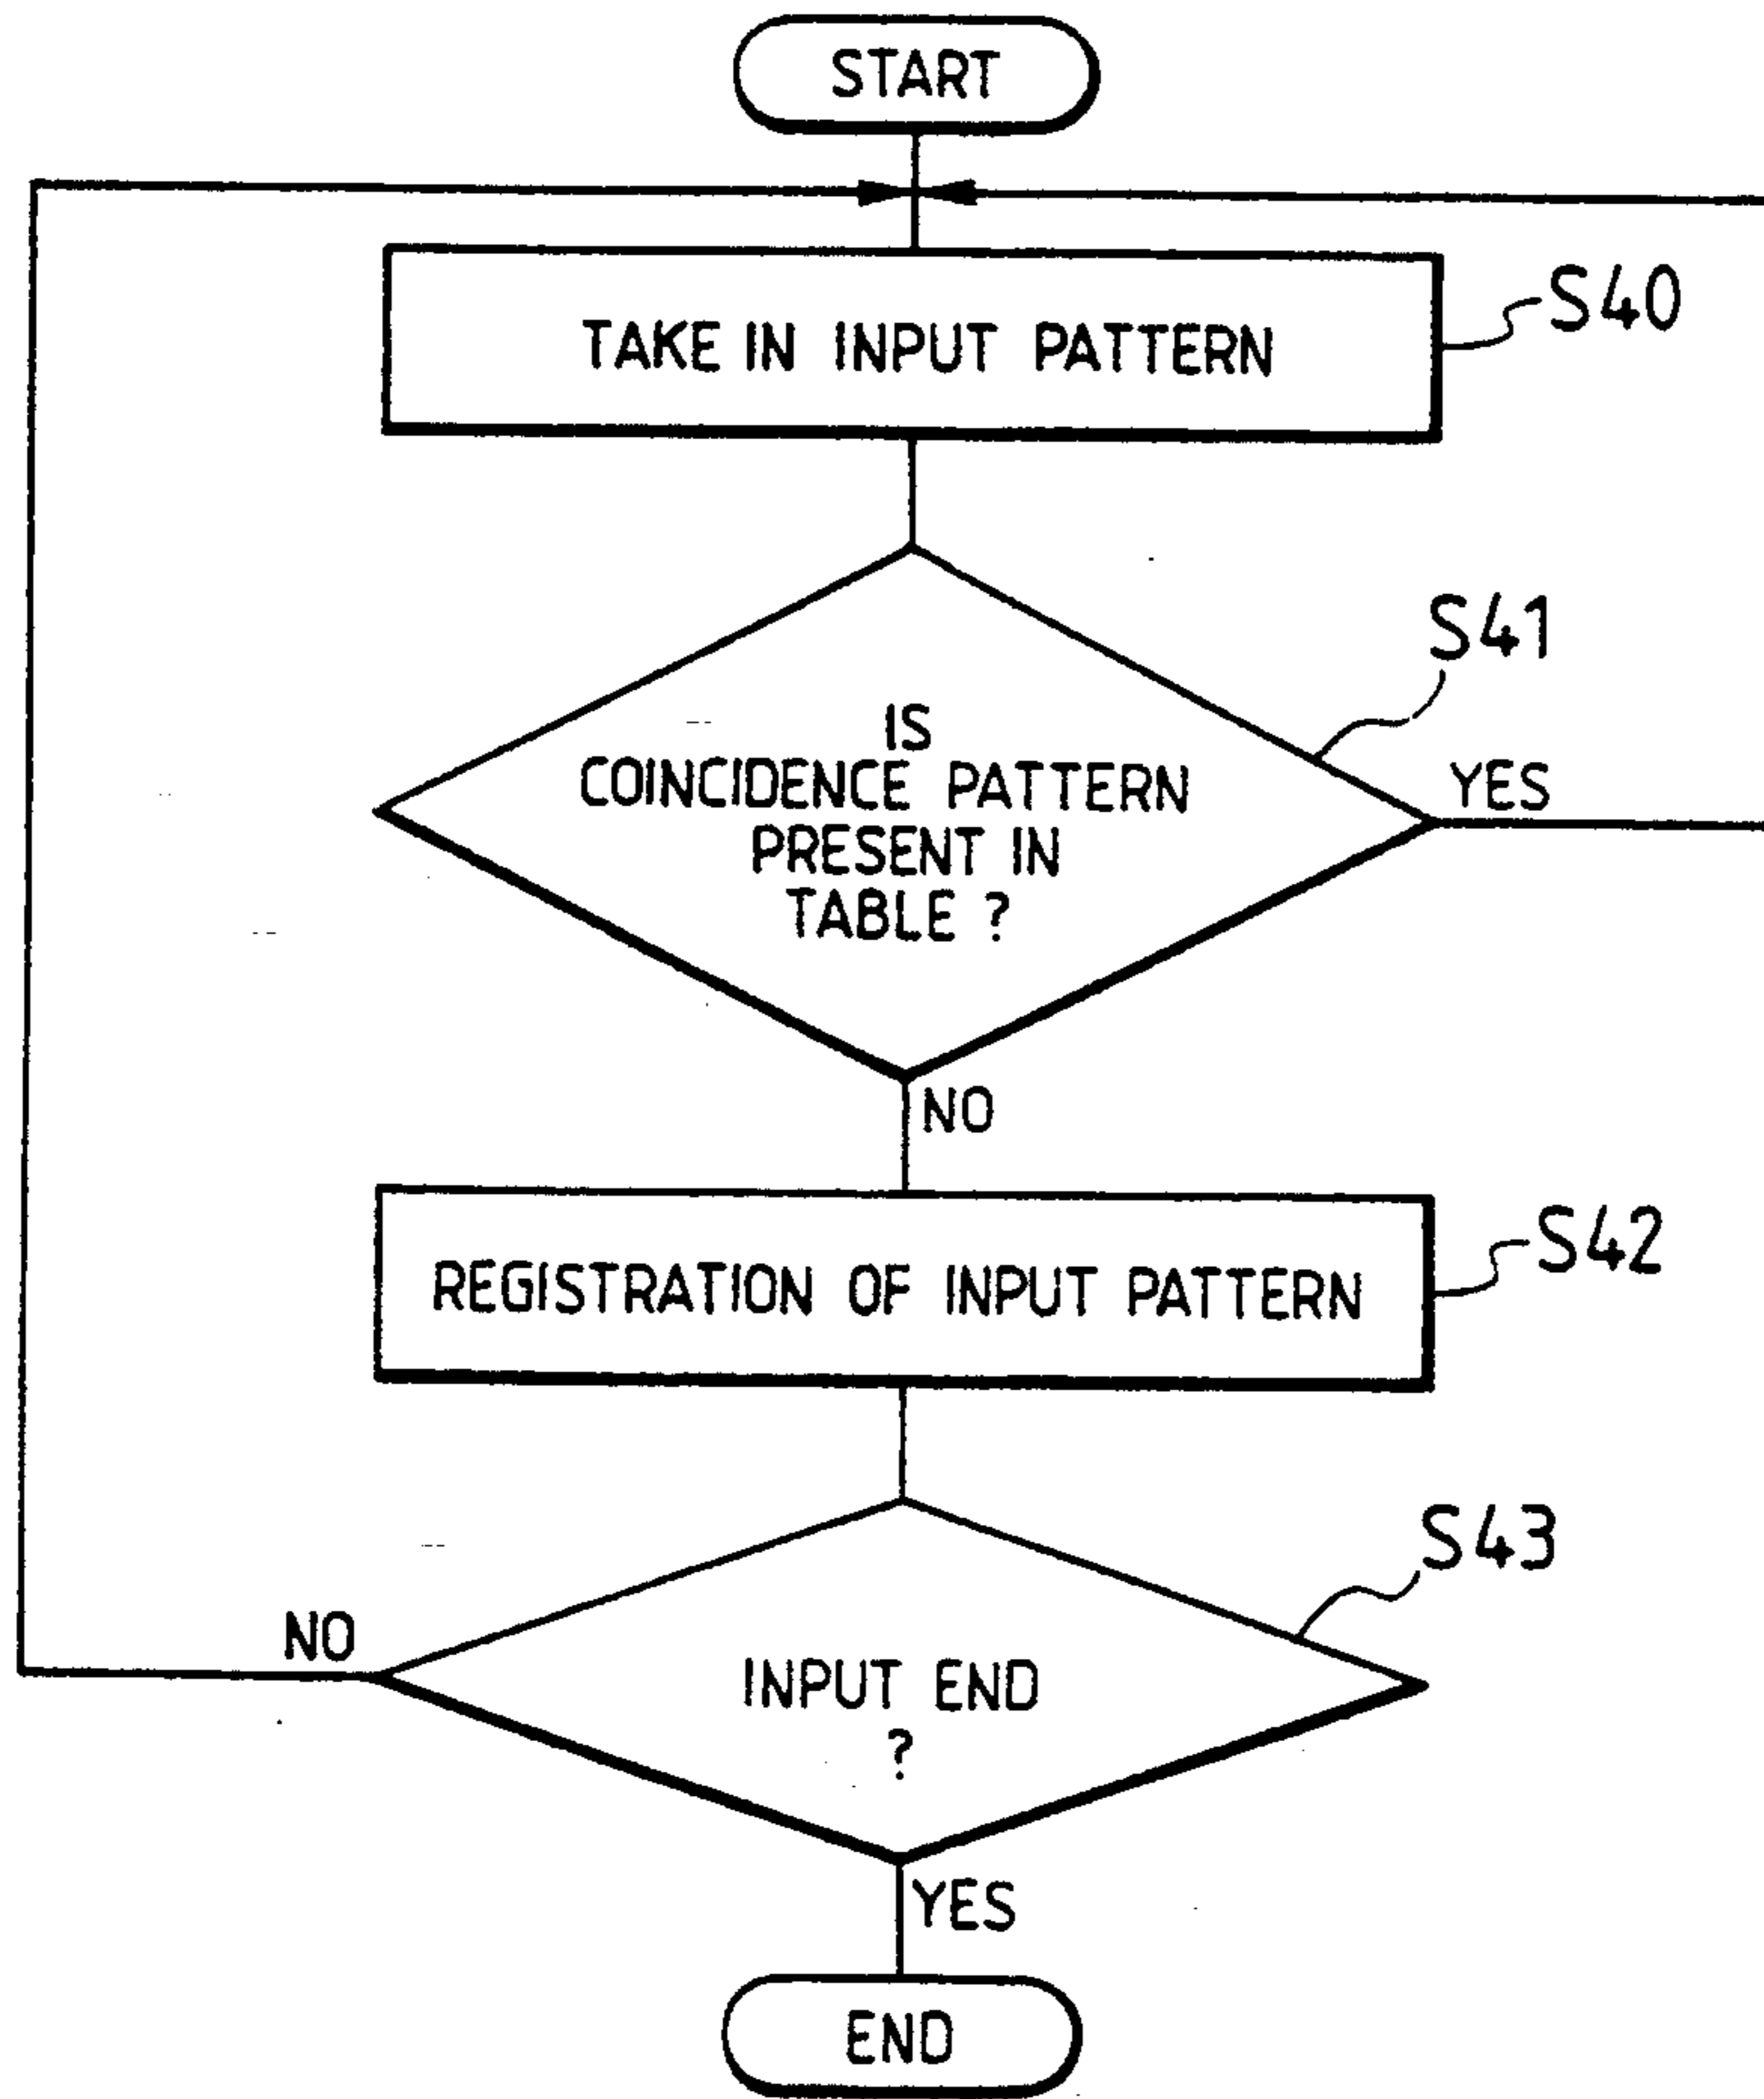 START
TAKE IN INPUT PATTERN
S40
S41
IS
COINCIDENCE PATTERN
PRESENT IN
TABLE ?
YES
NO
REGISTRATION OF INPUT PATTERN
S42
S43
NO
INPUT END
?
YES
END